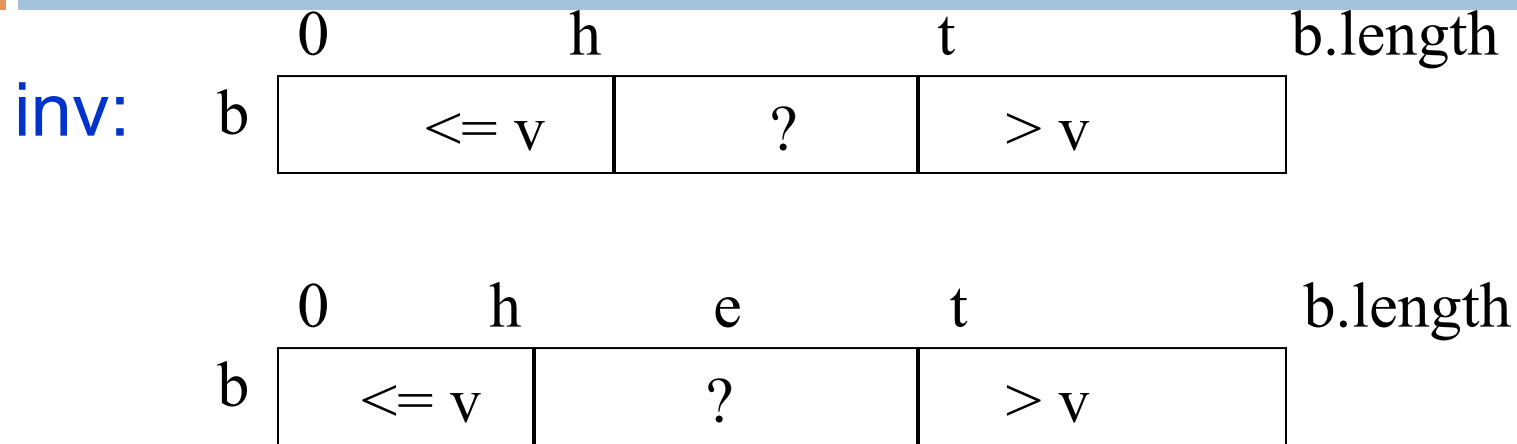 0 h t b.length
inv: b <= v ? > v
0 h e t b.length
b <= v ? > v